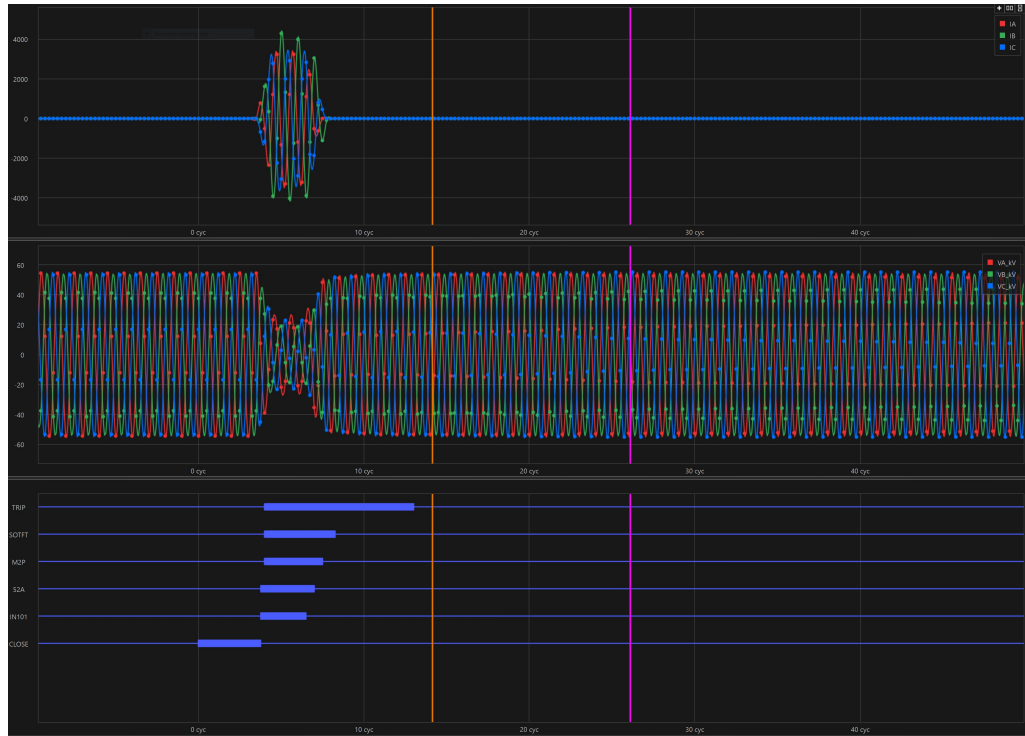 IA
IB
IC
4000
2000
0
-2000
-4000
0 cyc 10 cyc 20 cyc 30 cyc 40 cyc
VA_kV
VB_kV
VC_kV
60
40
20
0
-20
-40
-60
0 cyc 10 cyc 20 cyc 30 cyc 40 cyc
TRIP
SOTFT
M2P
S2A
IN101
CLOSE
0 cyc 10 cyc 20 cyc 30 cyc 40 cyc